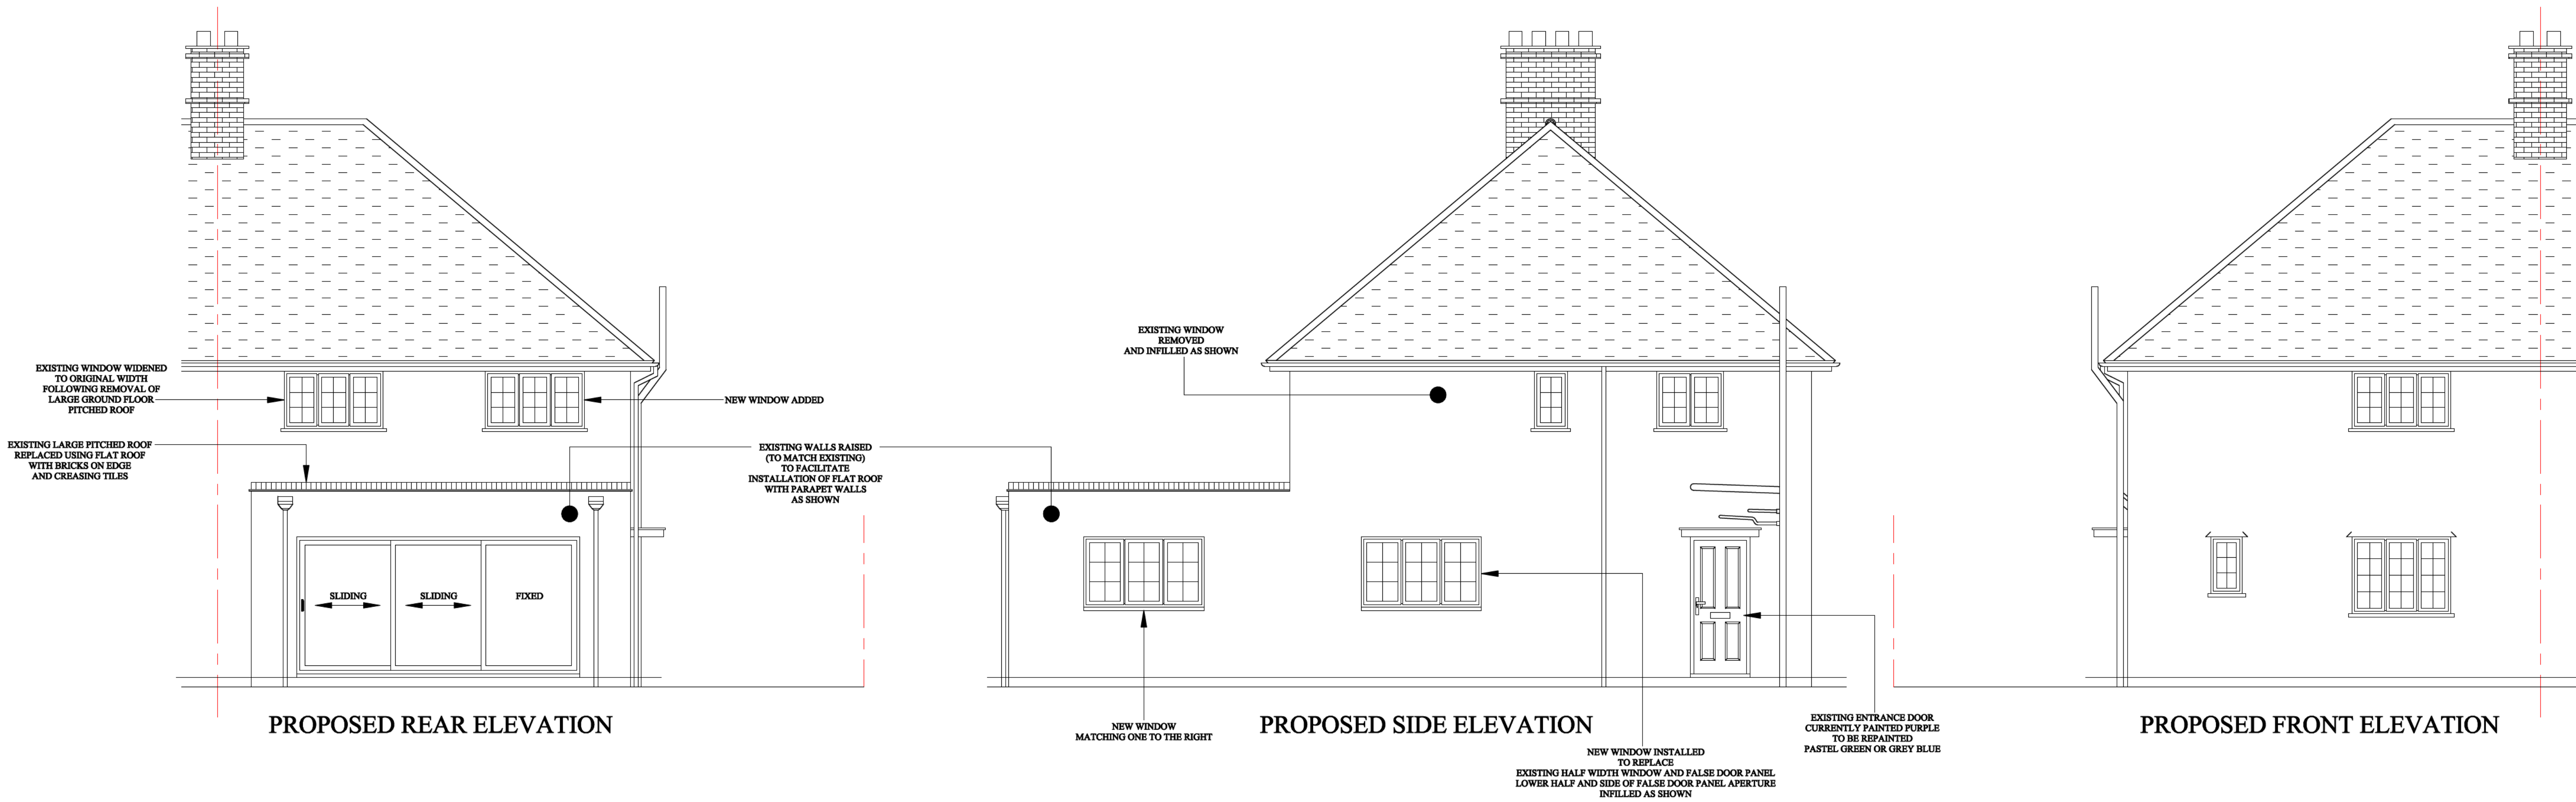 EXISTING WINDOW WIDENED
TO ORIGINAL WIDTH
FOLLOWING REMOVAL OF
LARGE GROUND FLOOR
PITCHED ROOF
EXISTING LARGE PITCHED ROOF
REPLACED USING FLAT ROOF
WITH BRICKS ON EDGE
AND CREASING TILES
NEW WINDOW ADDED
EXISTING WALLS RAISED
(TO MATCH EXISTING)
TO FACILITATE
INSTALLATION OF FLAT ROOF
WITH PARAPET WALLS
AS SHOWN
SLIDING
SLIDING
FIXED
PROPOSED REAR ELEVATION
EXISTING WINDOW
REMOVED
AND INFILLED AS SHOWN
NEW WINDOW
MATCHING ONE TO THE RIGHT
PROPOSED SIDE ELEVATION
NEW WINDOW INSTALLED
TO REPLACE
EXISTING HALF WIDTH WINDOW AND FALSE DOOR PANEL
LOWER HALF AND SIDE OF FALSE DOOR PANEL APERTURE
INFILLED AS SHOWN
EXISTING ENTRANCE DOOR
CURRENTLY PAINTED PURPLE
TO BE REPAINTED
PASTEL GREEN OR GREY BLUE
PROPOSED FRONT ELEVATION